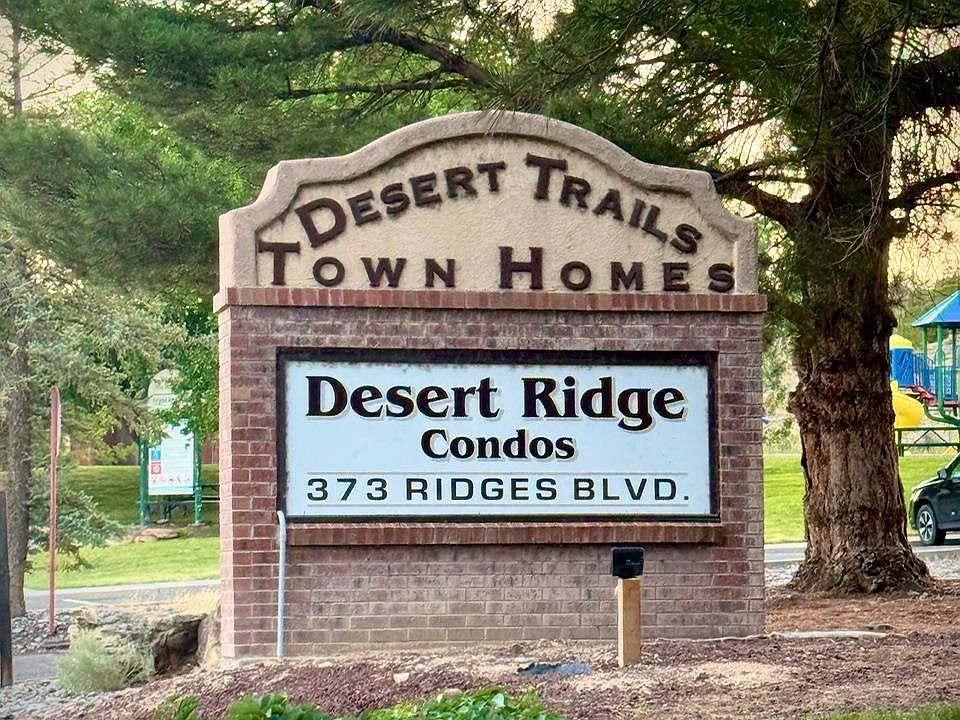 Desert Trails
Town Homes
Desert Ridge
Condos
373 RIDGES BLVD.